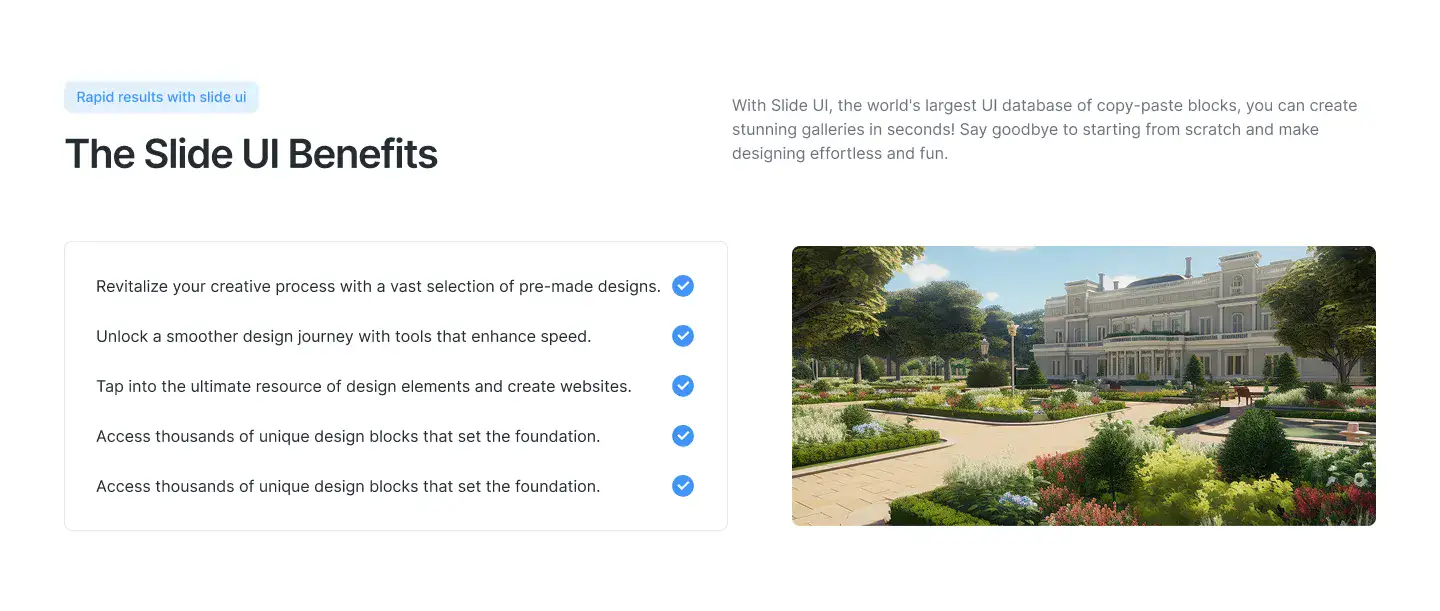 Rapid results with slide ui
The Slide UI Benefits
With Slide UI, the world's largest UI database of copy-paste blocks, you can create
stunning galleries in seconds! Say goodbye to starting from scratch and make
designing effortless and fun.
Revitalize your creative process with a vast selection of pre-made designs.
Unlock a smoother design journey with tools that enhance speed.
Tap into the ultimate resource of design elements and create websites.
Access thousands of unique design blocks that set the foundation.
Access thousands of unique design blocks that set the foundation.